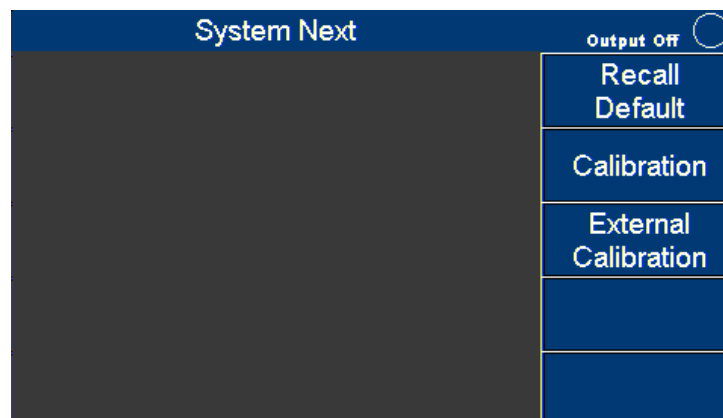 System Next
Output Off
Recall
Default
Calibration
External
Calibration